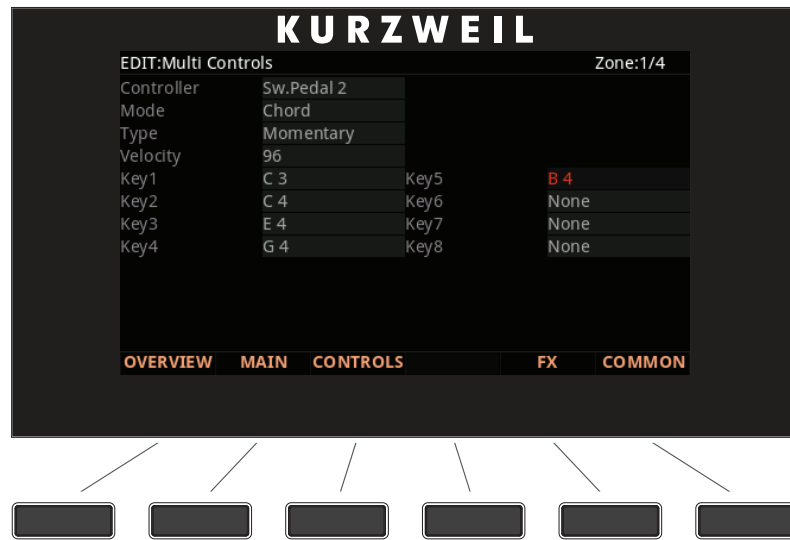 KURZWEIL
EDIT:Multi Controls Zone:1/4
Controller Sw.Pedal 2
Mode Chord
Type Momentary
Velocity 96
Key1 C 3 Key5 B 4
Key2 C 4 Key6 None
Key3 E 4 Key7 None
Key4 G 4 Key8 None
OVERVIEW MAIN CONTROLS FX COMMON